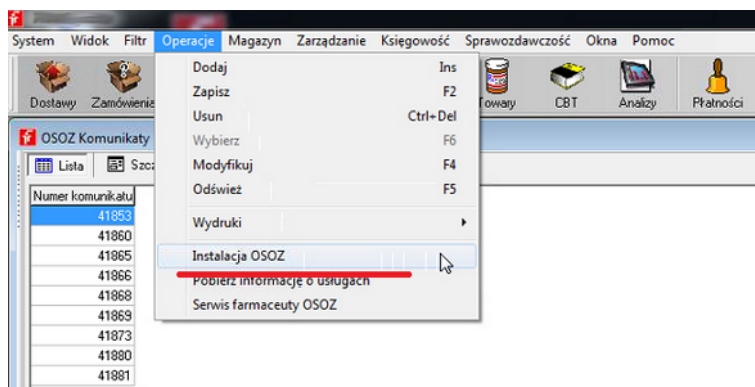 System Widok Filtr Operacje Magazyn Zarządzanie Księgowość Sprawozdawczość Okna Pomoc
Dostawy Zamówienia Towary CBT Analizy Płatności
Dodaj Ins
Zapisz F2
Usun Ctrl+Del
Wybierz F6
Modyfikuj F4
Odśwież F5
Wydruki
Instalacja OSOZ
Pobierz informację o usługach
Serwis farmaceuty OSOZ
OSOZ Komunikaty
Lista Szcz
Numer komunikatu
41853
41860
41865
41866
41868
41869
41873
41880
41881